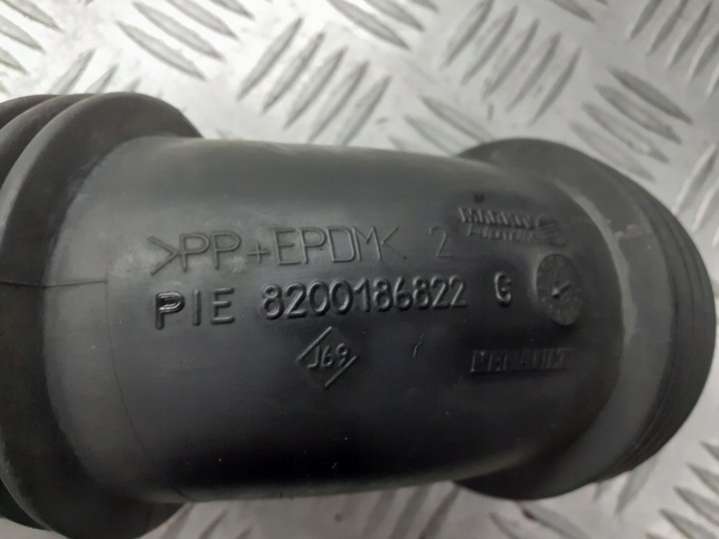 >PP+EPDM< 2
PIE 8200186822 G
J69
RENAULT